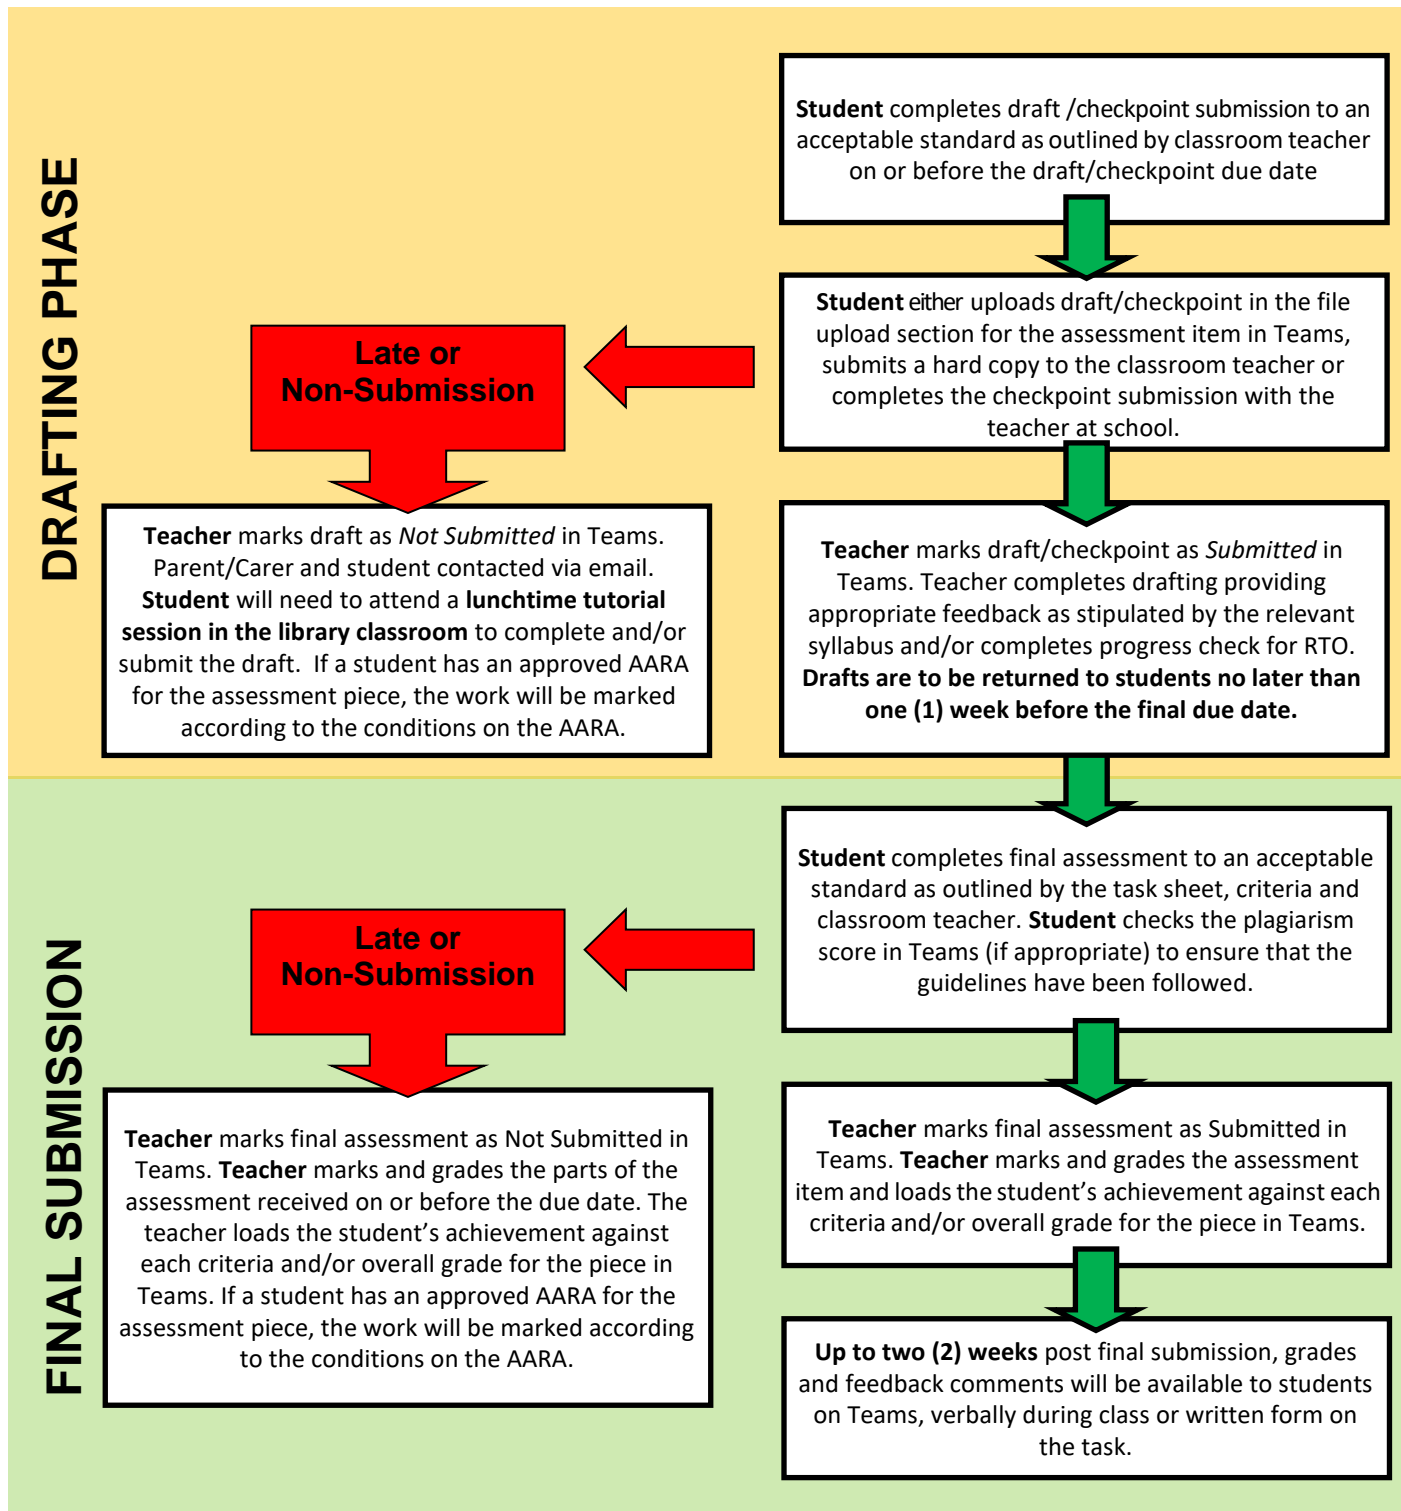 DRAFTING PHASE
Student completes draft /checkpoint submission to an
acceptable standard as outlined by classroom teacher
on or before the draft/checkpoint due date
Student either uploads draft/checkpoint in the file
upload section for the assessment item in Teams,
submits a hard copy to the classroom teacher or
completes the checkpoint submission with the
teacher at school.
Late or
Non-Submission
Teacher marks draft as Not Submitted in Teams.
Parent/Carer and student contacted via email.
Student will need to attend a lunchtime tutorial
session in the library classroom to complete and/or
submit the draft. If a student has an approved AARA
for the assessment piece, the work will be marked
according to the conditions on the AARA.
Teacher marks draft/checkpoint as Submitted in
Teams. Teacher completes drafting providing
appropriate feedback as stipulated by the relevant
syllabus and/or completes progress check for RTO.
Drafts are to be returned to students no later than
one (1) week before the final due date.
FINAL SUBMISSION
Student completes final assessment to an acceptable
standard as outlined by the task sheet, criteria and
classroom teacher. Student checks the plagiarism
score in Teams (if appropriate) to ensure that the
guidelines have been followed.
Late or
Non-Submission
Teacher marks final assessment as Not Submitted in
Teams. Teacher marks and grades the parts of the
assessment received on or before the due date. The
teacher loads the student’s achievement against
each criteria and/or overall grade for the piece in
Teams. If a student has an approved AARA for the
assessment piece, the work will be marked according
to the conditions on the AARA.
Teacher marks final assessment as Submitted in
Teams. Teacher marks and grades the assessment
item and loads the student’s achievement against each
criteria and/or overall grade for the piece in Teams.
Up to two (2) weeks post final submission, grades
and feedback comments will be available to students
on Teams, verbally during class or written form on
the task.